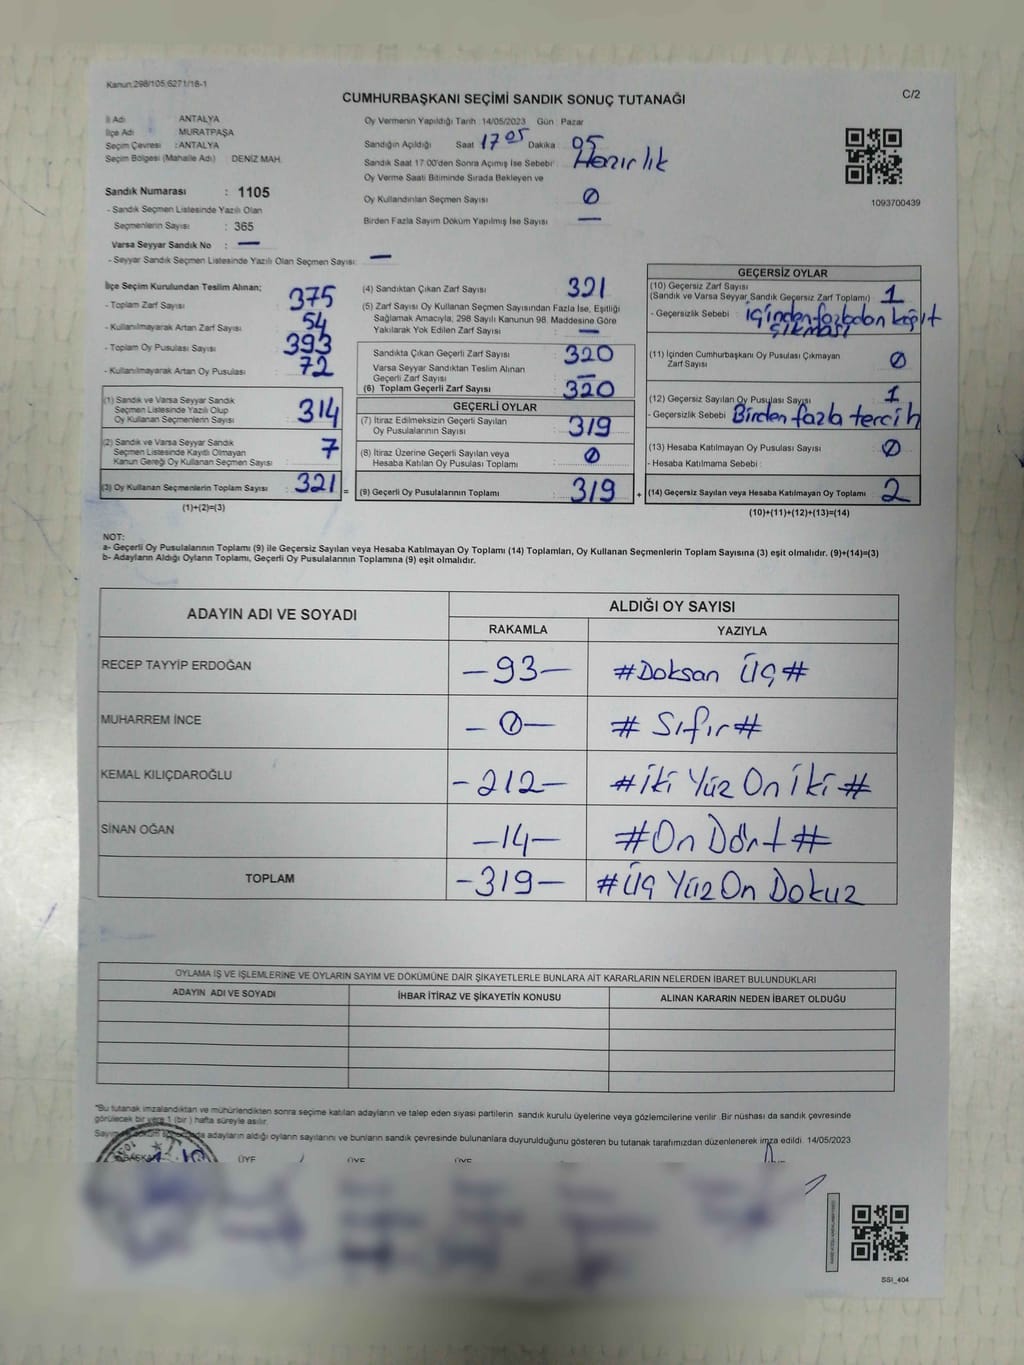 Kanun:298/105,6271/18-1
C/2
CUMHURBAŞKANI SEÇİMİ SANDIK SONUÇ TUTANAĞI
İl Adı ANTALYA
İlçe Adı MURATPAŞA
Seçim Çevresi : ANTALYA
Seçim Bölgesi (Mahalle Adı) DENİZ MAH.
Sandık Numarası : 1105
- Sandık Seçmen Listesinde Yazılı Olan
Seçmenlerin Sayısı : 365
Varsa Seyyar Sandık No : —
- Seyyar Sandık Seçmen Listesinde Yazılı Olan Seçmen Sayısı: —
Oy Vermenin Yapıldığı Tarih 14/05/2023 Gün Pazar
Sandığın Açıldığı Saat 17 05 Dakika 05
Sandık Saat 17:00'den Sonra Açımış İse Sebebi: Hazırlık
Oy Verme Saati Bitiminde Sırada Bekleyen ve
Oy Kullandırılan Seçmen Sayısı 0
Birden Fazla Sayım Döküm Yapılmış İse Sayısı —
1093700439
İlçe Seçim Kurulundan Teslim Alınan;
- Toplam Zarf Sayısı : 375
- Kullanılmayarak Artan Zarf Sayısı : 54
- Toplam Oy Pusulası Sayısı : 393
- Kullanılmayarak Artan Oy Pusulası : 72
(1) Sandık ve Varsa Seyyar Sandık
Seçmen Listesinde Yazılı Olup
Oy Kullanan Seçmenlerin Sayısı : 314
(2) Sandık ve Varsa Seyyar Sandık
Seçmen Listesinde Kayıtlı Olmayan
Kanun Gereği Oy Kullanan Seçmen Sayısı : 7
(3) Oy Kullanan Seçmenlerin Toplam Sayısı : 321 =
(1)+(2)=(3)
(4) Sandıktan Çıkan Zarf Sayısı 321
(5) Zarf Sayısı Oy Kullanan Seçmen Sayısından Fazla İse, Eşitliği
Sağlamak Amacıyla, 298 Sayılı Kanunun 98. Maddesine Göre
Yakılarak Yok Edilen Zarf Sayısı : —
Sandıkta Çıkan Geçerli Zarf Sayısı : 320
Varsa Seyyar Sandıktan Teslim Alınan
Geçerli Zarf Sayısı : —
(6) Toplam Geçerli Zarf Sayısı : 320
GEÇERLİ OYLAR
(7) İtiraz Edilmeksizin Geçerli Sayılan
Oy Pusulalarının Sayısı : 319
(8) İtiraz Üzerine Geçerli Sayılan veya
Hesaba Katılan Oy Pusulası Toplamı : 0
(9) Geçerli Oy Pusulalarının Toplamı : 319 +
GEÇERSİZ OYLAR
(10) Geçersiz Zarf Sayısı
(Sandık ve Varsa Seyyar Sandık Geçersiz Zarf Toplamı) : 1
- Geçersizlik Sebebi : içinden fazladan kağıt
çıkması
(11) İçinden Cumhurbaşkanı Oy Pusulası Çıkmayan
Zarf Sayısı : 0
(12) Geçersiz Sayılan Oy Pusulası Sayısı : 1
- Geçersizlik Sebebi : Birden fazla tercih
(13) Hesaba Katılmayan Oy Pusulası Sayısı : 0
- Hesaba Katılmama Sebebi :
(14) Geçersiz Sayılan veya Hesaba Katılmayan Oy Toplamı : 2
(10)+(11)+(12)+(13)=(14)
NOT:
a- Geçerli Oy Pusulalarının Toplamı (9) ile Geçersiz Sayılan veya Hesaba Katılmayan Oy Toplamı (14) Toplamları, Oy Kullanan Seçmenlerin Toplam Sayısına (3) eşit olmalıdır. (9)+(14)=(3)
b- Adayların Aldığı Oyların Toplamı, Geçerli Oy Pusulalarının Toplamına (9) eşit olmalıdır.
ADAYIN ADI VE SOYADI ALDIĞI OY SAYISI
RAKAMLA YAZIYLA
RECEP TAYYİP ERDOĞAN —93— #Doksan Üç#
MUHARREM İNCE —0— # Sıfır#
KEMAL KILIÇDAROĞLU —212— #İki Yüz On İki#
SİNAN OĞAN —14— #On Dört#
TOPLAM —319— #Üç Yüz On Dokuz
OYLAMA İŞ VE İŞLEMLERİNE VE OYLARIN SAYIM VE DÖKÜMÜNE DAİR ŞİKAYETLERLE BUNLARA AİT KARARLARIN NELERDEN İBARET BULUNDUKLARI
ADAYIN ADI VE SOYADI İHBAR İTİRAZ VE ŞİKAYETİN KONUSU ALINAN KARARIN NEDEN İBARET OLDUĞU
"Bu tutanak imzalandıktan ve mühürlendikten sonra seçime katılan adayların ve talep eden siyasi partilerin sandık kurulu üyelerine veya gözlemcilerine verilir. Bir nüshası da sandık çevresinde
görülecek bir yere 1 (bir) hafta süreyle asılır.
adayların aldığı oyların sayılarını ve bunların sandık çevresinde bulunanlara duyurulduğunu gösteren bu tutanak tarafımızdan düzenlenerek imza edildi. 14/05/2023
BAŞKAN ÜYE ÜYE ÜYE
SSI_404